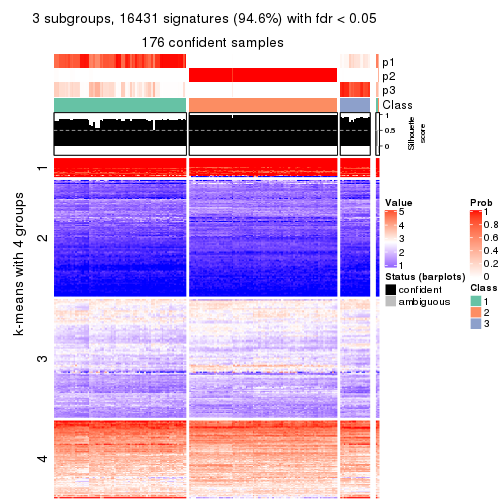 3 subgroups, 16431 signatures (94.6%) with fdr < 0.05
176 confident samples
p1
p2
p3
Class
1
0.5
0
Silhouette
score
k-means with 4 groups
1
2
3
4
Value
5
4
3
2
1
Status (barplots)
confident
ambiguous
Prob
1
0.8
0.6
0.4
0.2
0
Class
1
2
3